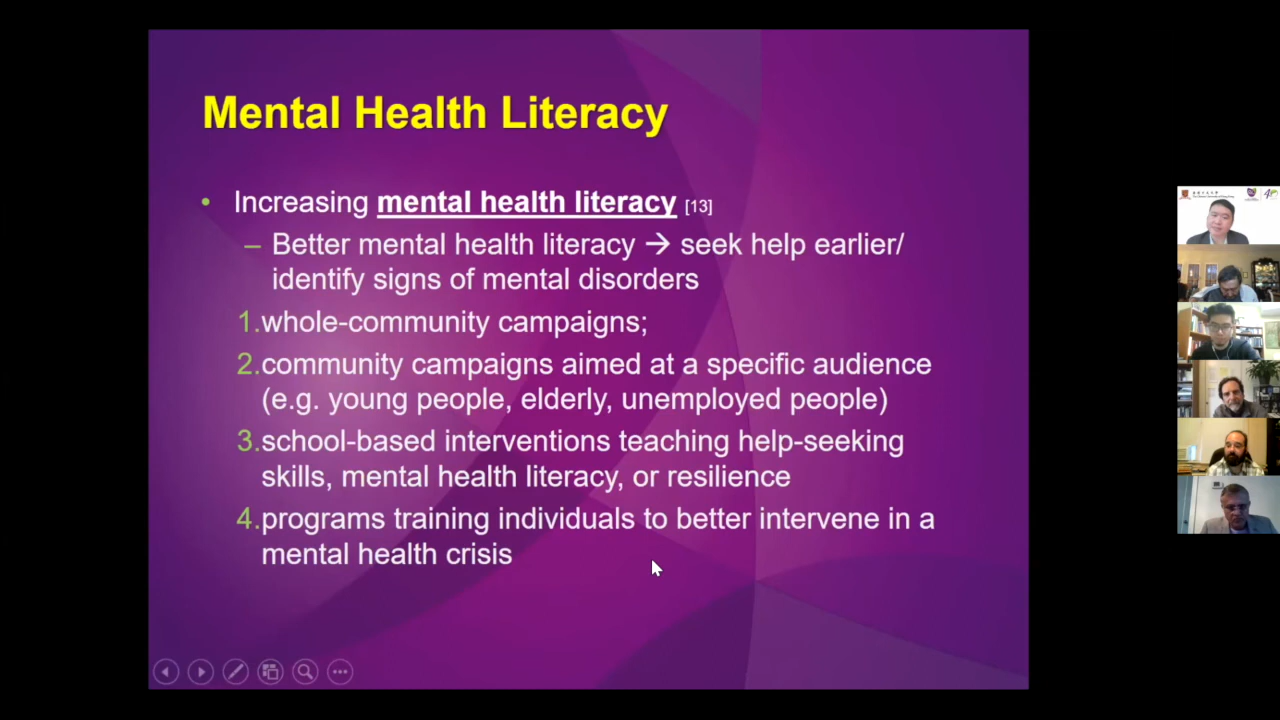 Mental Health Literacy
• Increasing mental health literacy [13]
– Better mental health literacy → seek help earlier/
identify signs of mental disorders
1.whole-community campaigns;
2.community campaigns aimed at a specific audience
(e.g. young people, elderly, unemployed people)
3.school-based interventions teaching help-seeking
skills, mental health literacy, or resilience
4.programs training individuals to better intervene in a
mental health crisis